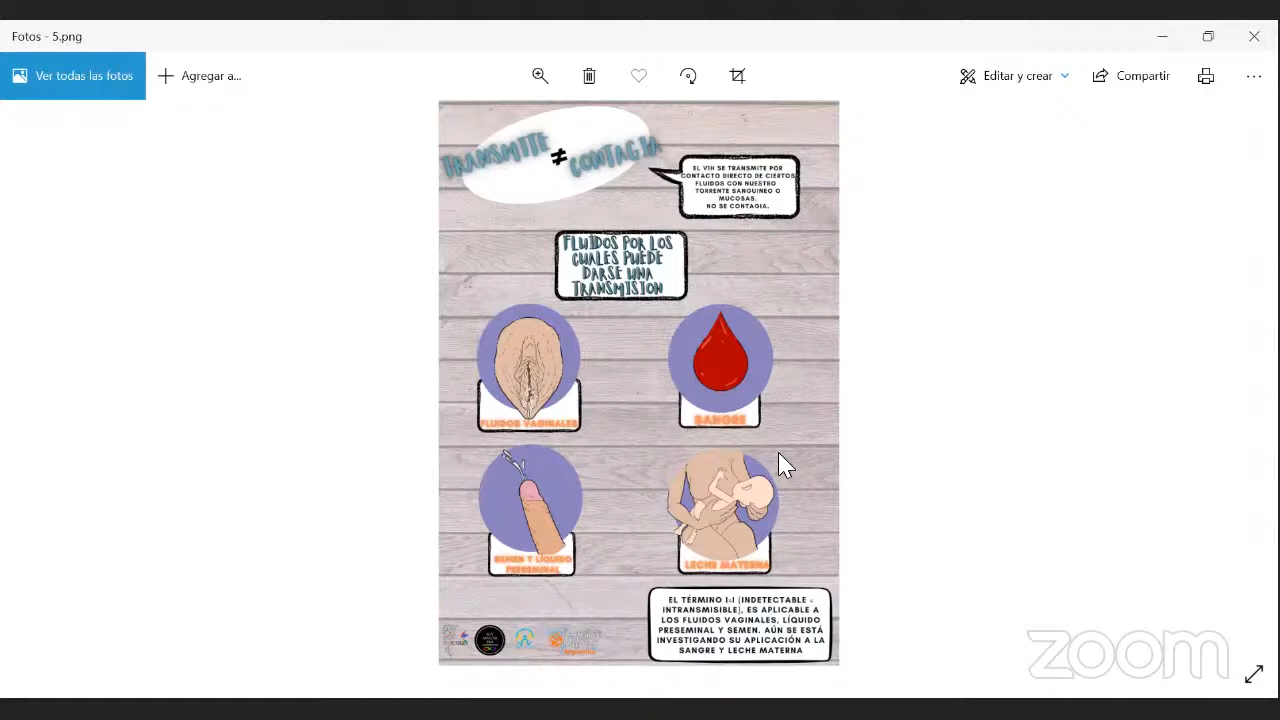 Fotos - 5.png
Ver todas las fotos
Agregar a...
Editar y crear
Compartir
TRANSMITE ≠ CONTAGIA
EL VIH SE TRANSMITE POR
CONTACTO DIRECTO DE CIERTOS
FLUIDOS CON NUESTRO
TORRENTE SANGUINEO O
MUCOSAS.
NO SE CONTAGIA.
FLUIDOS POR LOS
CUALES PUEDE
DARSE UNA
TRANSMISION
FLUIDOS VAGINALES
SANGRE
SEMEN Y LÍQUIDO
PRESEMINAL
LECHE MATERNA
EL TÉRMINO I=I (INDETECTABLE =
INTRANSMISIBLE), ES APLICABLE A
LOS FLUIDOS VAGINALES, LÍQUIDO
PRESEMINAL Y SEMEN. AÚN SE ESTÁ
INVESTIGANDO SU APLICACIÓN A LA
SANGRE Y LECHE MATERNA
zoom